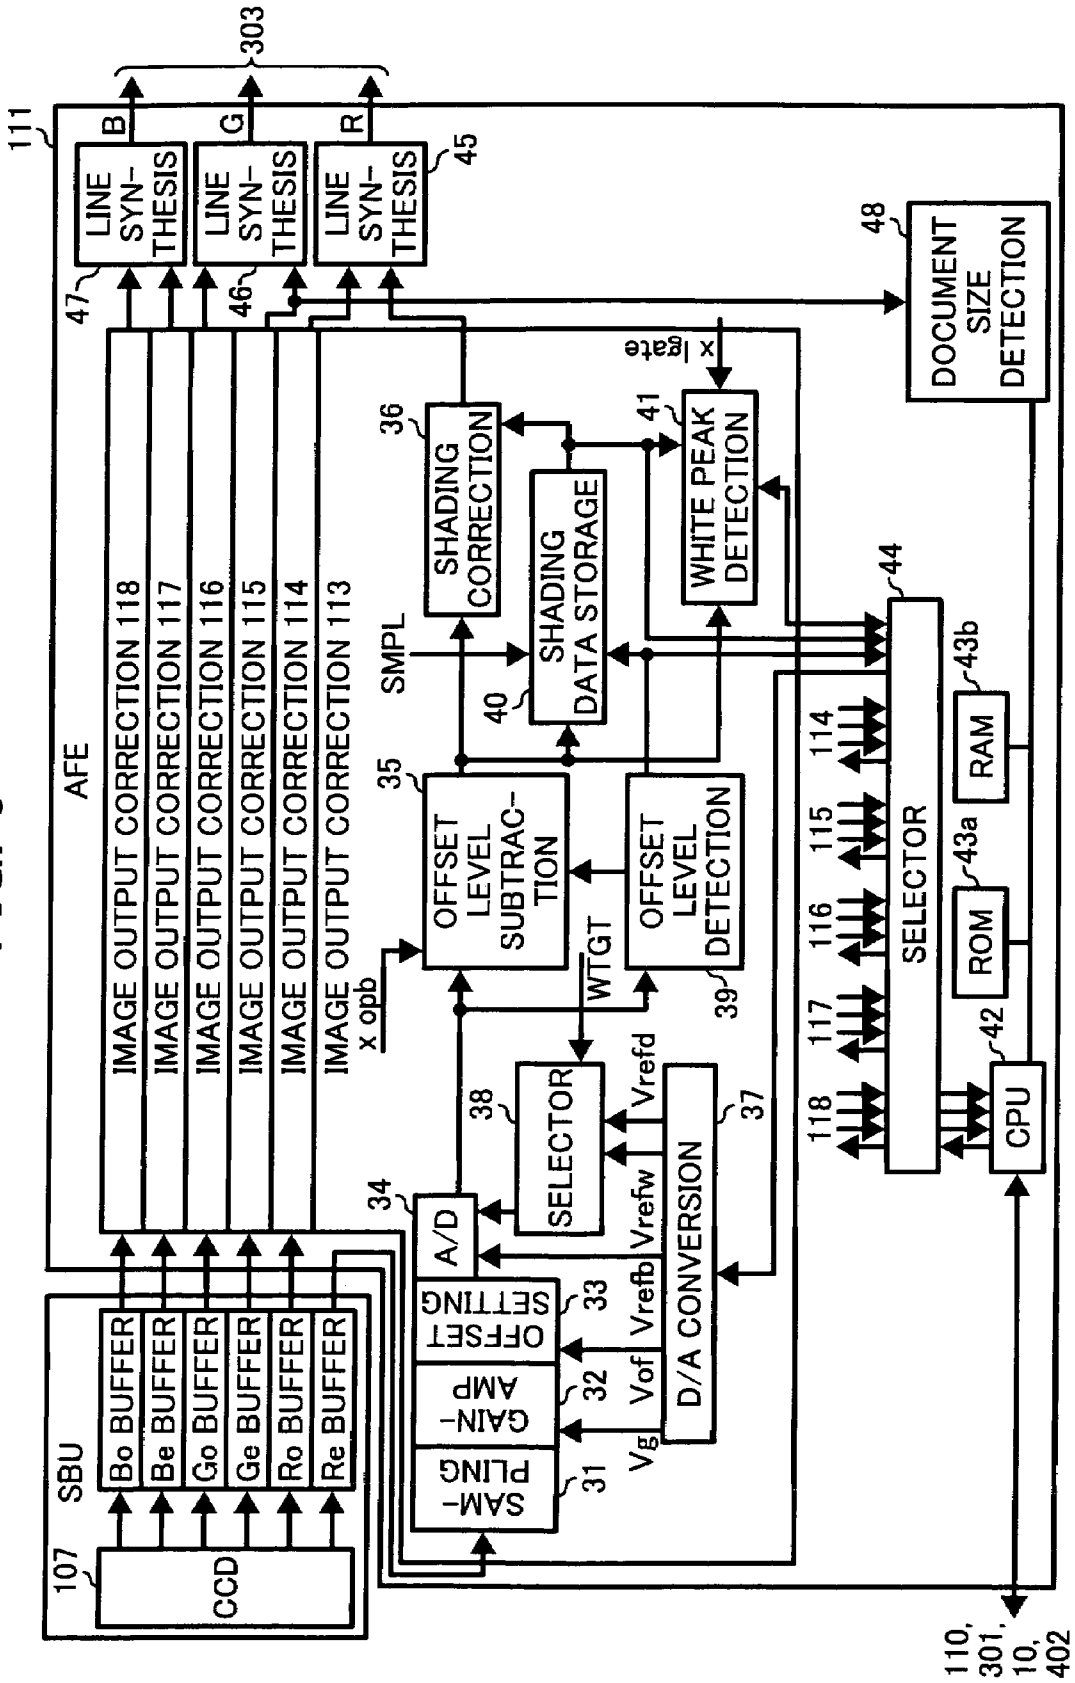 111
AFE
SBU
107
CCD
Bo BUFFER
Be BUFFER
Go BUFFER
Ge BUFFER
Ro BUFFER
Re BUFFER
IMAGE OUTPUT CORRECTION 118
IMAGE OUTPUT CORRECTION 117
IMAGE OUTPUT CORRECTION 116
IMAGE OUTPUT CORRECTION 115
IMAGE OUTPUT CORRECTION 114
IMAGE OUTPUT CORRECTION 113
47
LINE
SYN-
THESIS
B
46
LINE
SYN-
THESIS
G
LINE
SYN-
THESIS
45
R
303
SAM-
PLING
31
GAIN-
AMP
32
OFFSET
SETTING
33
A/D
34
x opb
OFFSET
LEVEL
SUBTRAC-
TION
35
SHADING
CORRECTION
36
SMPL
SHADING
DATA STORAGE
40
SELECTOR
38
WTGT
OFFSET
LEVEL
DETECTION
39
WHITE PEAK
DETECTION
41
x lgate
Vg
Vof
Vrefb
Vrefw
Vrefd
D/A CONVERSION
37
118
117
116
115
114
SELECTOR
44
CPU
42
ROM
43a
RAM
43b
DOCUMENT
SIZE
DETECTION
48
110,
301,
10,
402